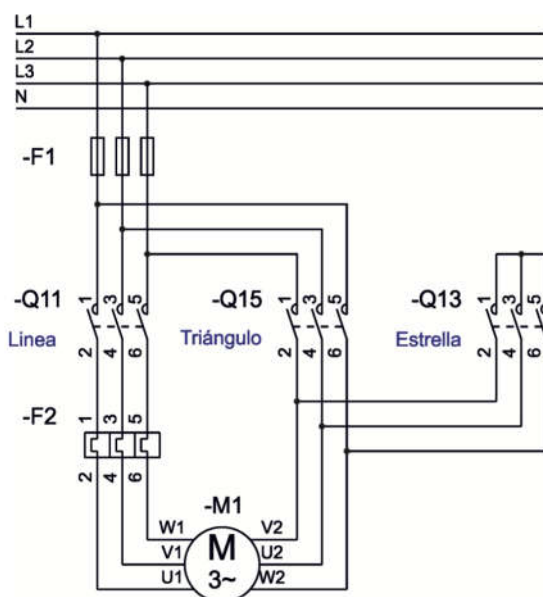 L1
L2
L3
N
-F1
-Q11 1 3 5
Linea 2 4 6
-Q15 1 3 5
Triángulo 2 4 6
-Q13 1 3 5
Estrella 2 4 6
-F2 1 3 5
2 4 6
-M1
W1 M V2
V1 3~ U2
U1 W2